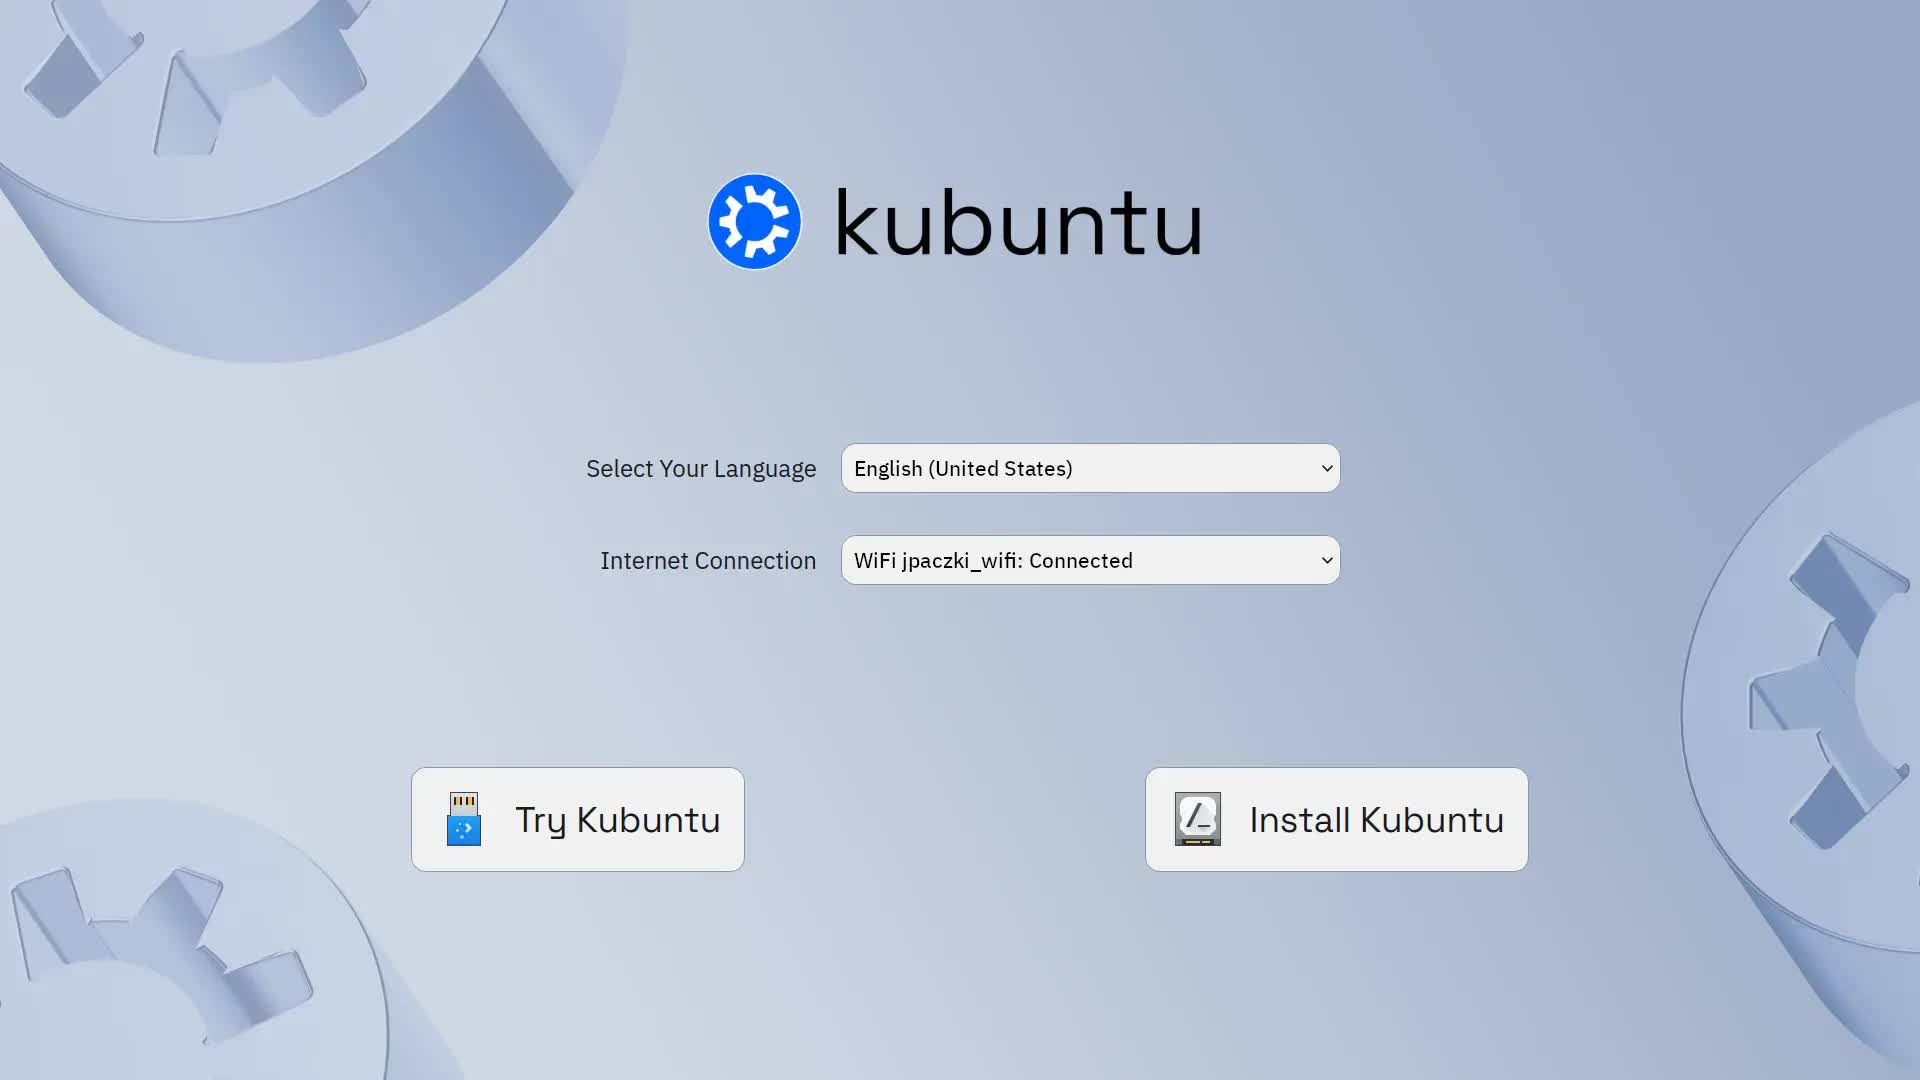 kubuntu
Select Your Language
English (United States)
Internet Connection
WiFi jpaczki_wifi: Connected
Try Kubuntu
Install Kubuntu